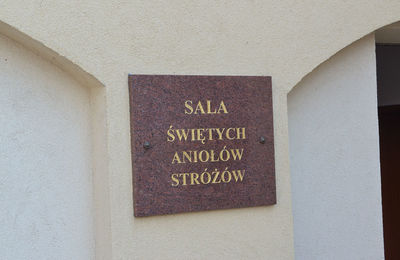 SALA
ŚWIĘTYCH
ANIOŁÓW
STRÓŻÓW